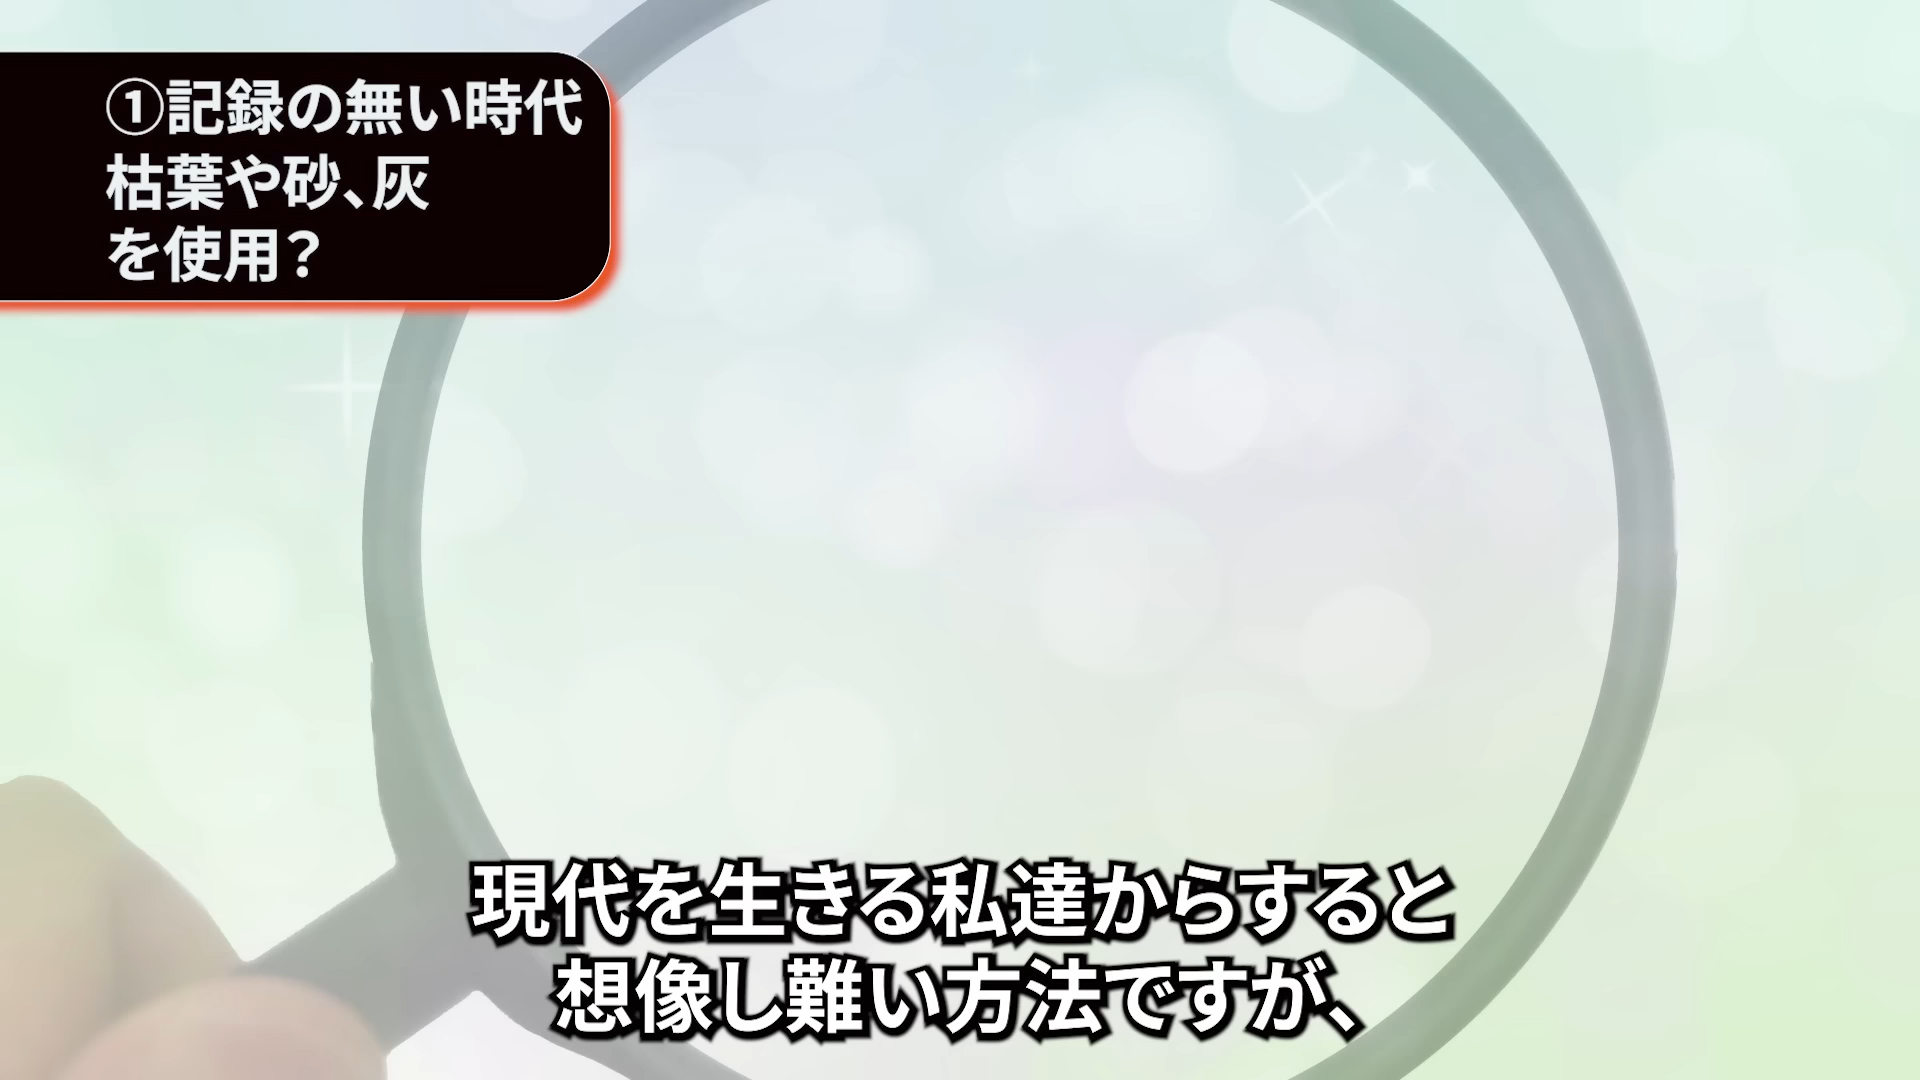 ①記録の無い時代
枯葉や砂、灰
を使用？
現代を生きる私達からすると
想像し難い方法ですが、